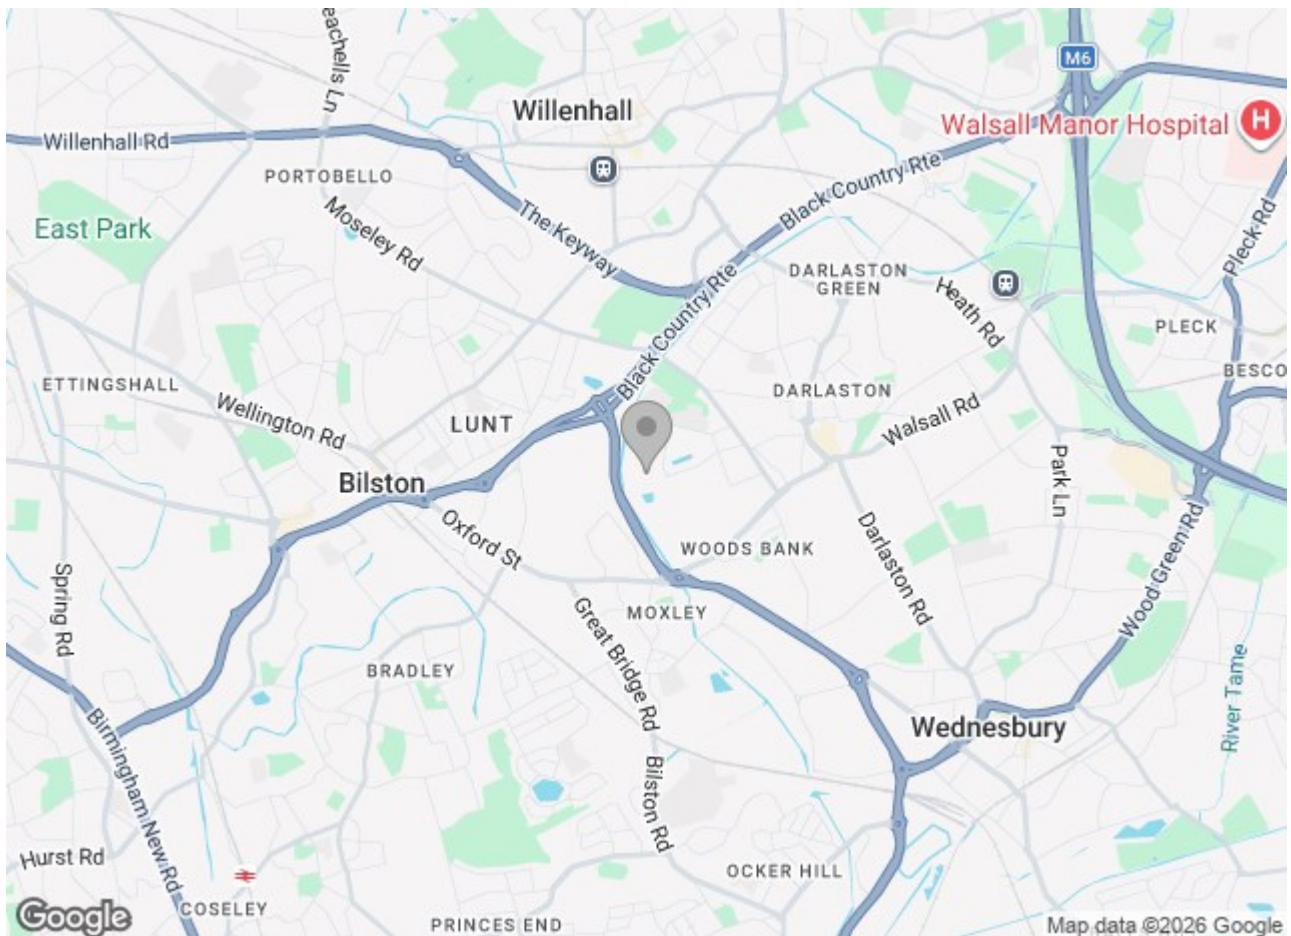 eachells Ln
M6
Willenhall
Walsall Manor Hospital
H
Willenhall Rd
PORTOBELLO
Black Country Rte
East Park
Moseley Rd
The Keyway
Pleck Rd
DARLASTON
GREEN
Heath Rd
Black Country Rte
PLECK
BESCO
ETTINGSHALL
DARLASTON
Wellington Rd
LUNT
Walsall Rd
Bilston
Park Ln
Oxford St
Darlaston Rd
WOODS BANK
Wood Green Rd
Spring Rd
MOXLEY
Great Bridge Rd
BRADLEY
River Tame
Wednesbury
Birmingham New Rd
Bilston Rd
Hurst Rd
OCKER HILL
COSELEY
PRINCES END
Google
Map data ©2026 Google